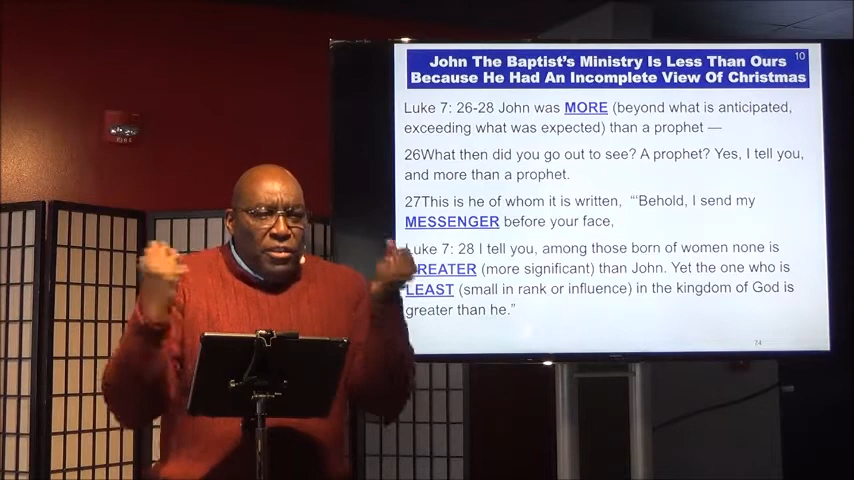 John The Baptist's Ministry Is Less Than Ours
10
Because He Had An Incomplete View Of Christmas
Luke 7: 26-28 John was MORE (beyond what is anticipated,
exceeding what was expected) than a prophet —
26What then did you go out to see? A prophet? Yes, I tell you,
and more than a prophet.
27This is he of whom it is written, "'Behold, I send my
MESSENGER before your face,
Luke 7: 28 I tell you, among those born of women none is
REATER (more significant) than John. Yet the one who is
LEAST (small in rank or influence) in the kingdom of God is
greater than he."
74
FIRE